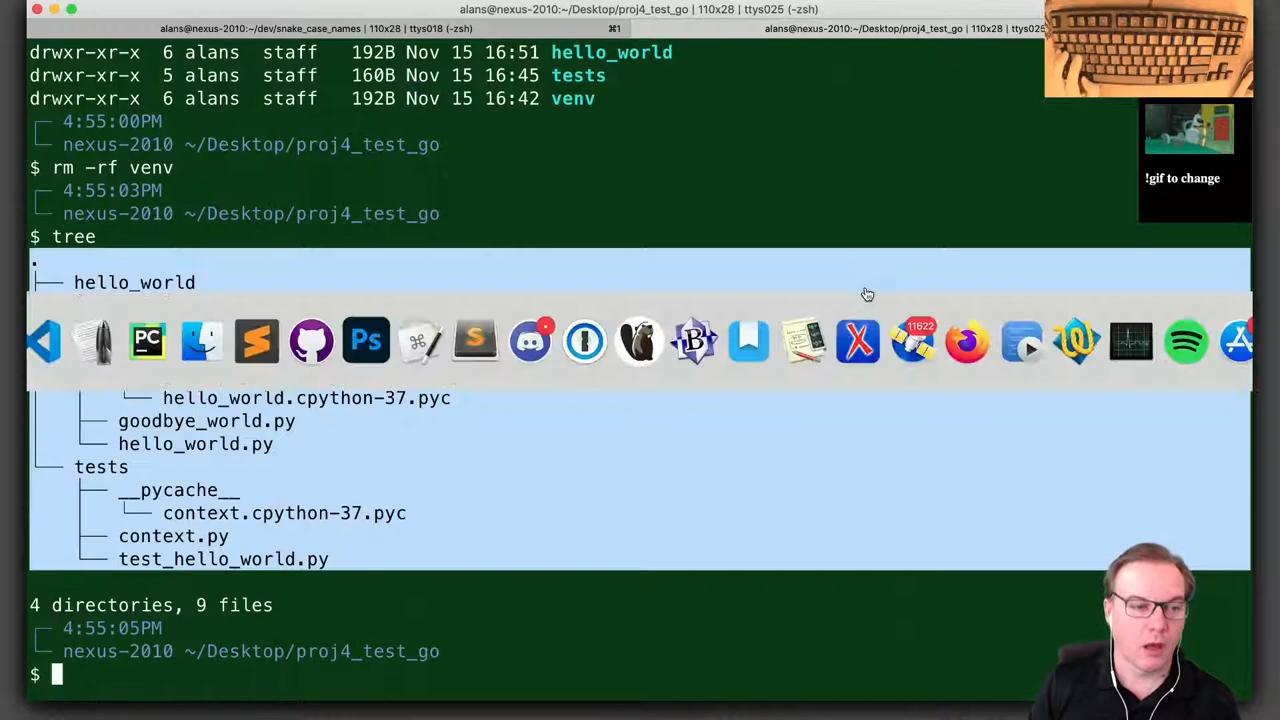 alans@nexus-2010:~/Desktop/proj4_test_go | 110x28 | ttys025 (-zsh)
alans@nexus-2010:~/dev/snake_case_names | 110x28 | ttys018 (-zsh) ⌘1
alans@nexus-2010:~/Desktop/proj4_test_go | 110x28 | ttys025
drwxr-xr-x 6 alans staff 192B Nov 15 16:51 hello_world
drwxr-xr-x 5 alans staff 160B Nov 15 16:45 tests
drwxr-xr-x 6 alans staff 192B Nov 15 16:42 venv
4:55:00PM
nexus-2010 ~/Desktop/proj4_test_go
$ rm -rf venv
4:55:03PM
nexus-2010 ~/Desktop/proj4_test_go
$ tree
.
├── hello_world
└── hello_world.cpython-37.pyc
├── goodbye_world.py
└── hello_world.py
└── tests
├── __pycache__
└── context.cpython-37.pyc
├── context.py
└── test_hello_world.py
4 directories, 9 files
4:55:05PM
nexus-2010 ~/Desktop/proj4_test_go
$
!gif to change
PC
Ps
B
X
11622